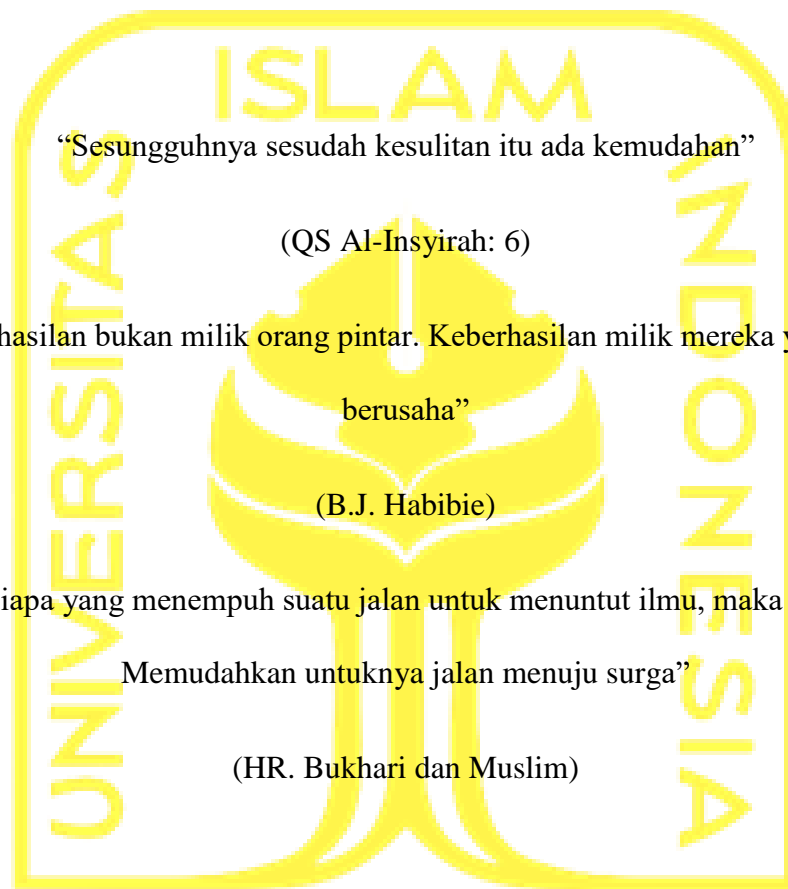 ISLAM
UNIVERSITAS
INDONESIA
“Sesungguhnya sesudah kesulitan itu ada kemudahan”
(QS Al-Insyirah: 6)
hasilan bukan milik orang pintar. Keberhasilan milik mereka y
berusaha”
(B.J. Habibie)
iapa yang menempuh suatu jalan untuk menuntut ilmu, maka
Memudahkan untuknya jalan menuju surga”
(HR. Bukhari dan Muslim)